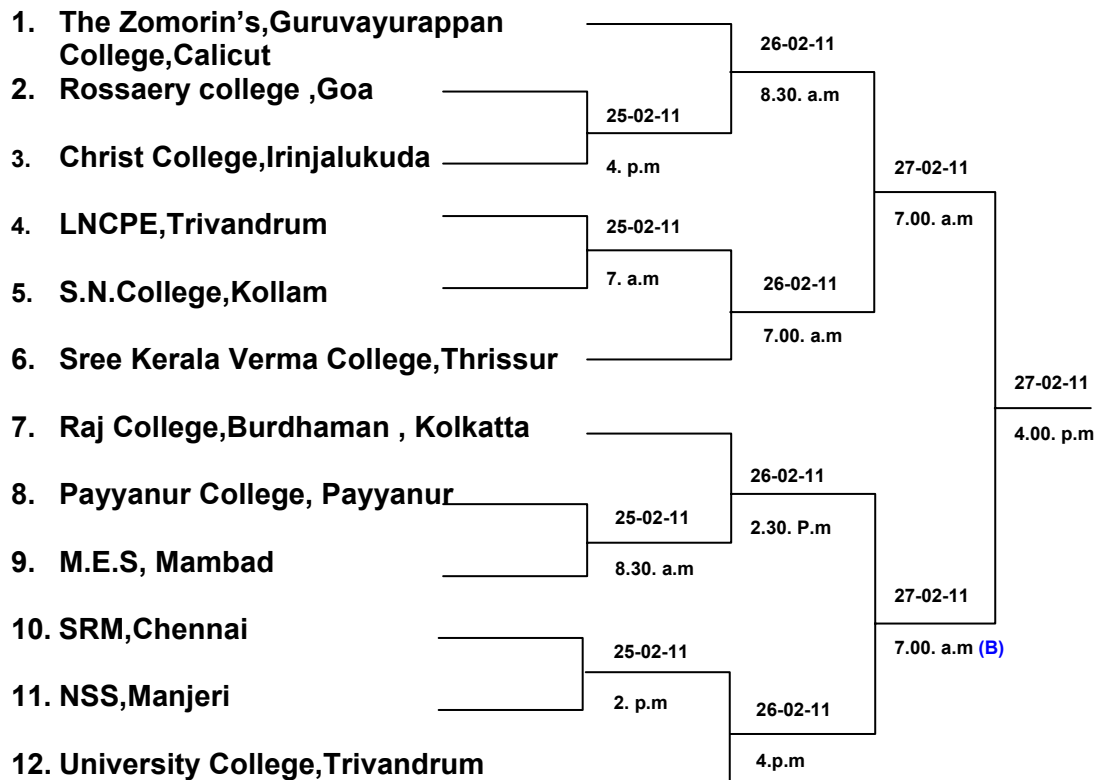 1. The Zomorin’s,Guruvayurappan
College,Calicut
2. Rossaery college ,Goa
3. Christ College,Irinjalukuda
4. LNCPE,Trivandrum
5. S.N.College,Kollam
6. Sree Kerala Verma College,Thrissur
7. Raj College,Burdhaman , Kolkatta
8. Payyanur College, Payyanur
9. M.E.S, Mambad
10. SRM,Chennai
11. NSS,Manjeri
12. University College,Trivandrum
25-02-11
4. p.m
25-02-11
7. a.m
25-02-11
8.30. a.m
25-02-11
2. p.m
26-02-11
8.30. a.m
26-02-11
7.00. a.m
26-02-11
2.30. P.m
26-02-11
4.p.m
27-02-11
7.00. a.m
27-02-11
7.00. a.m (B)
27-02-11
4.00. p.m